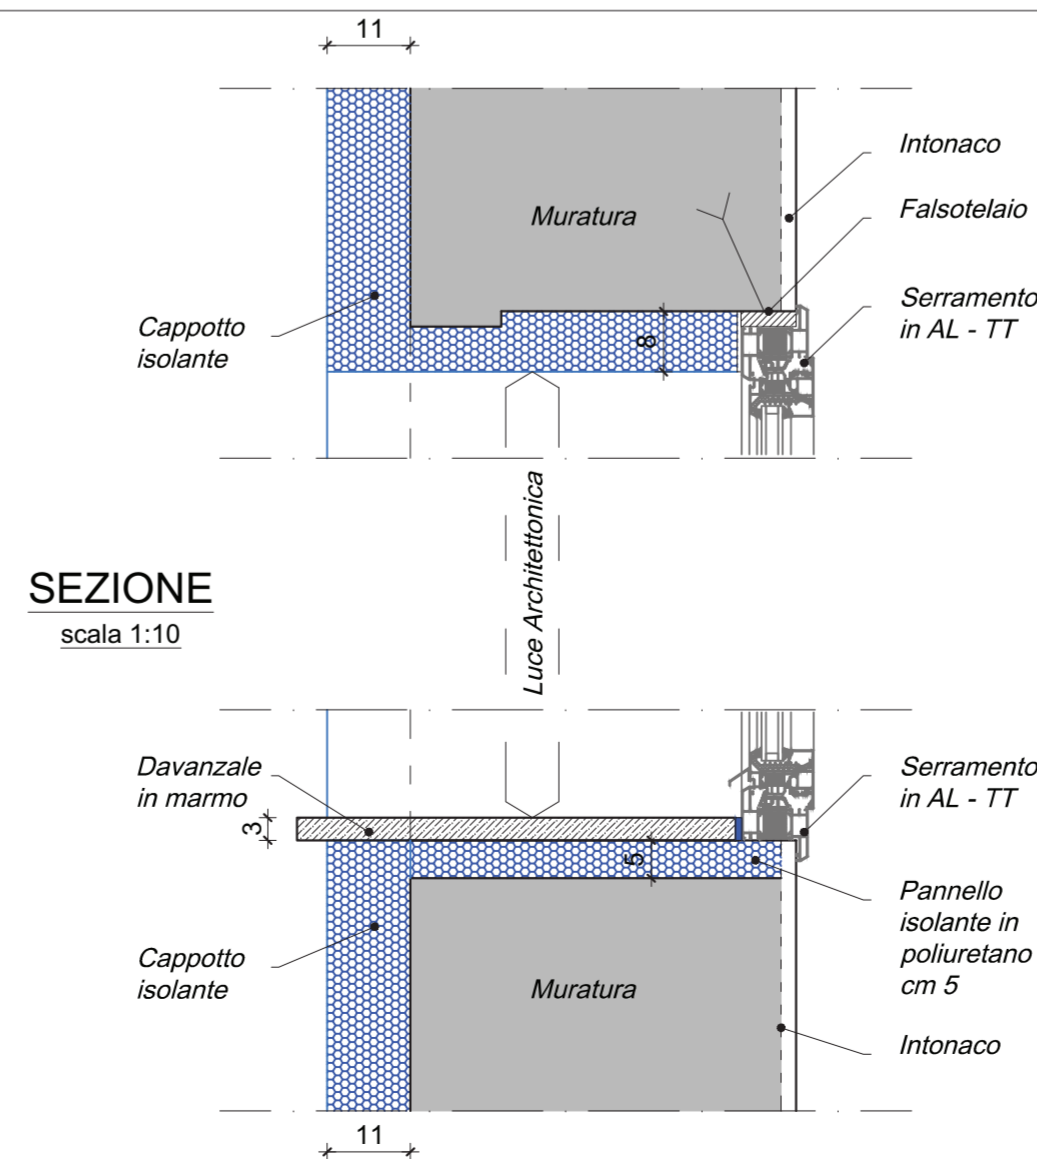 11
Intonaco
Muratura
Falsotelaio
Serramento
in AL - TT
Cappotto
isolante
8
Luce Architettonica
SEZIONE
scala 1:10
Davanzale
in marmo
3
Serramento
in AL - TT
5
Pannello
isolante in
poliuretano
cm 5
Cappotto
isolante
Muratura
Intonaco
11